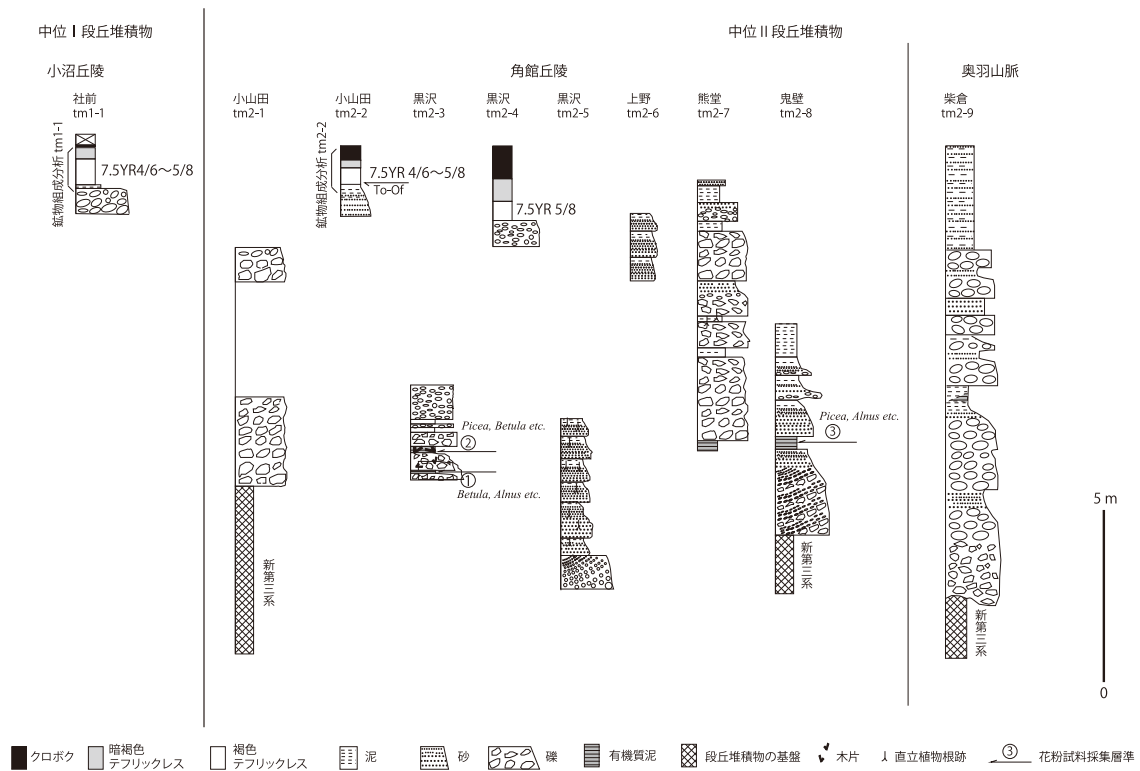 中位Ⅰ段丘堆積物
中位Ⅱ段丘堆積物
小沼丘陵
角館丘陵
奥羽山脈
社前
tm1-1
小山田
tm2-1
小山田
tm2-2
黒沢
tm2-3
黒沢
tm2-4
黒沢
tm2-5
上野
tm2-6
熊堂
tm2-7
鬼壁
tm2-8
柴倉
tm2-9
鉱物組成分析 tm1-1
7.5YR4/6～5/8
鉱物組成分析 tm2-2
7.5YR 4/6～5/8
To-Of
7.5YR 5/8
Picea, Betula etc.
②
①
Betula, Alnus etc.
Picea, Alnus etc.
③
新第三系
新第三系
新第三系
5 m
0
クロボク
暗褐色
テフリックレス
褐色
テフリックレス
泥
砂
礫
有機質泥
段丘堆積物の基盤
木片
直立植物根跡
③
花粉試料採集層準